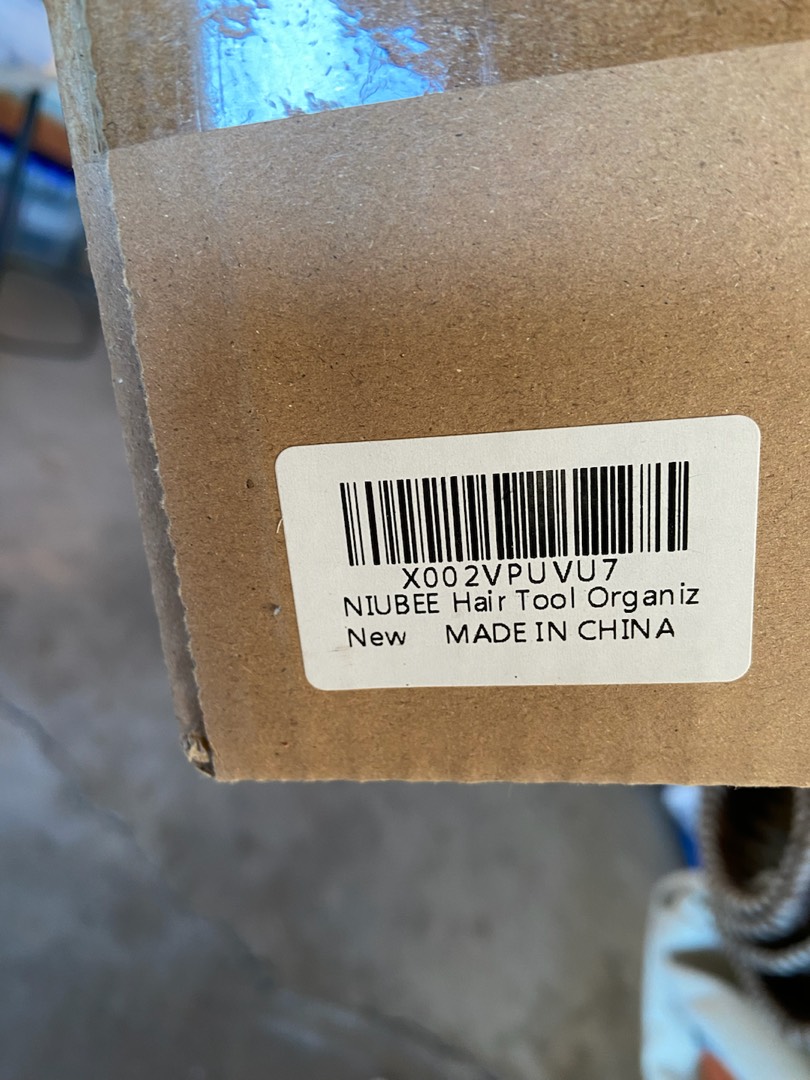 X002VPUVU7
NIUBEE Hair Tool Organiz
New MADE IN CHINA